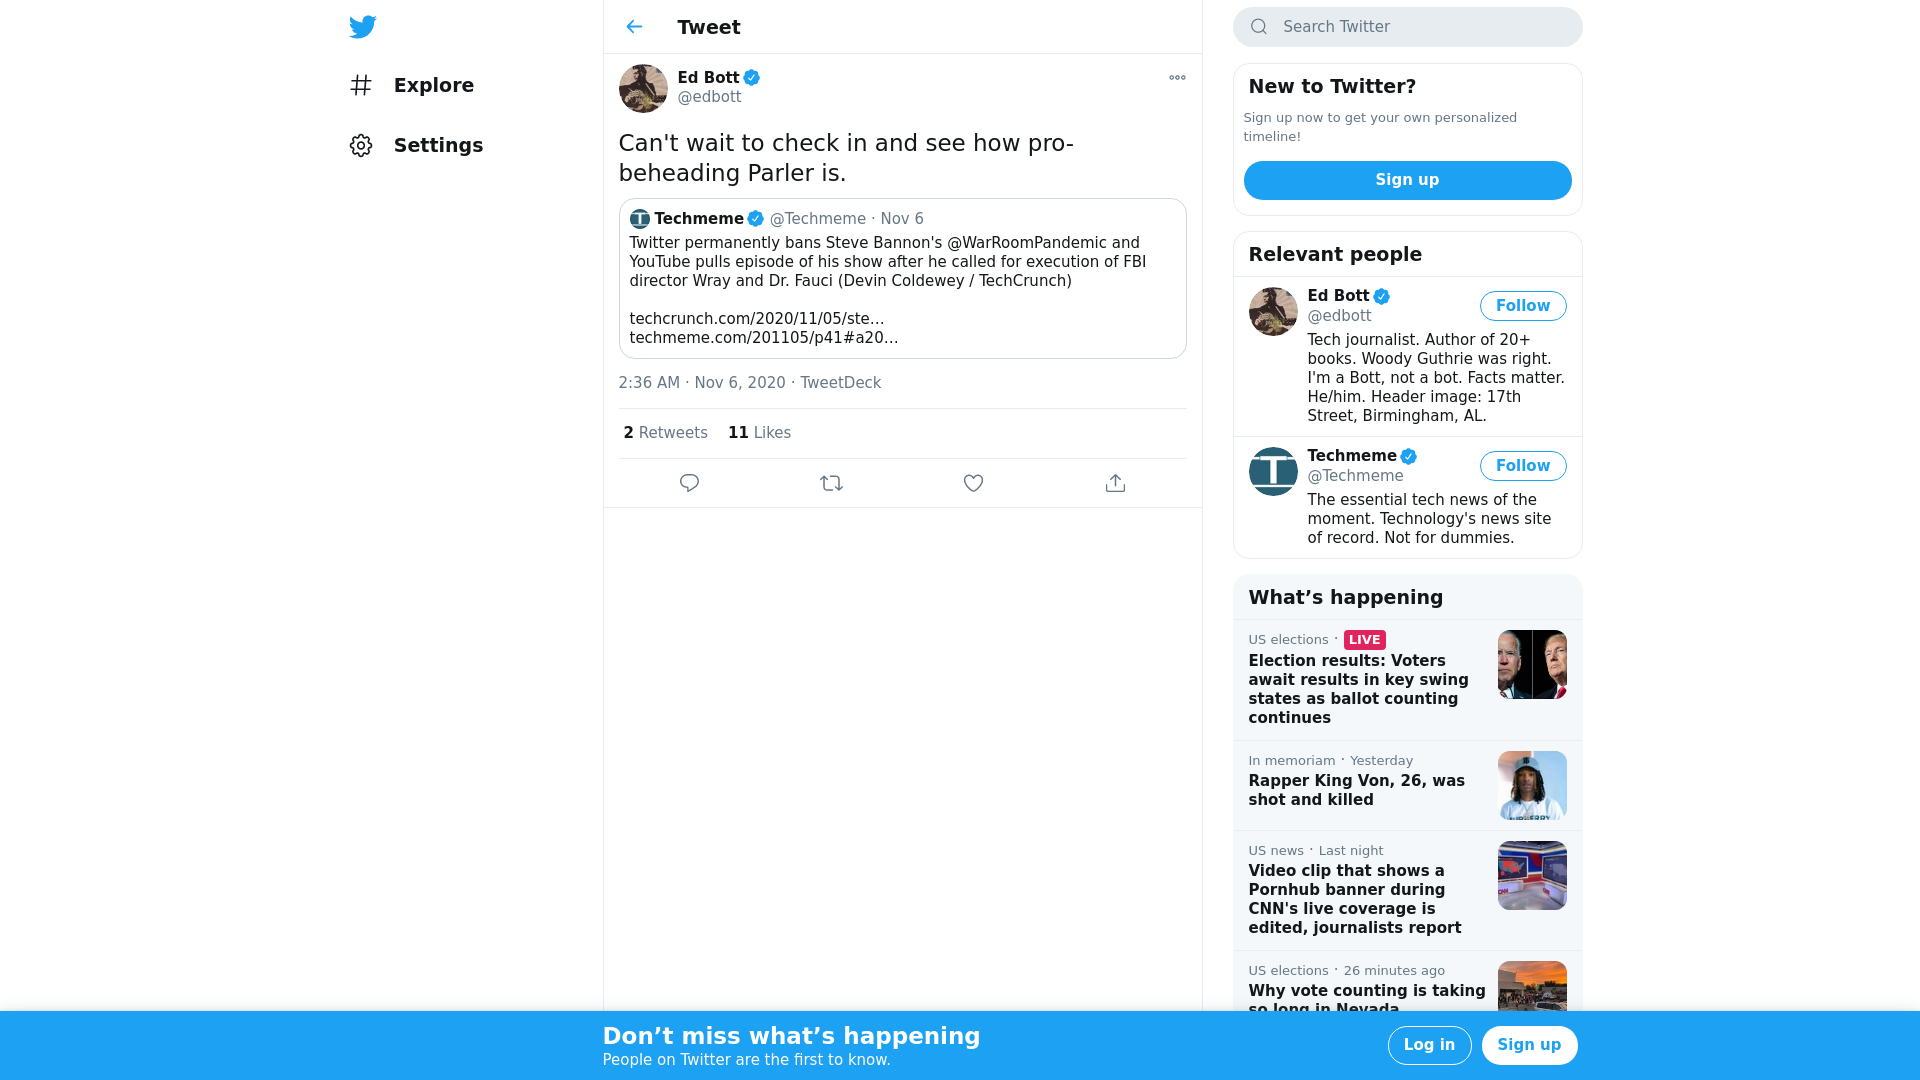 Explore
Settings
Tweet
Ed Bott
@edbott
Can't wait to check in and see how pro-
beheading Parler is.
Techmeme @Techmeme · Nov 6
Twitter permanently bans Steve Bannon's @WarRoomPandemic and
YouTube pulls episode of his show after he called for execution of FBI
director Wray and Dr. Fauci (Devin Coldewey / TechCrunch)
techcrunch.com/2020/11/05/ste…
techmeme.com/201105/p41#a20…
2:36 AM · Nov 6, 2020 · TweetDeck
2 Retweets 11 Likes
Search Twitter
New to Twitter?
Sign up now to get your own personalized
timeline!
Sign up
Relevant people
Ed Bott
@edbott
Follow
Tech journalist. Author of 20+
books. Woody Guthrie was right.
I'm a Bott, not a bot. Facts matter.
He/him. Header image: 17th
Street, Birmingham, AL.
Techmeme
@Techmeme
Follow
The essential tech news of the
moment. Technology's news site
of record. Not for dummies.
What’s happening
US elections · LIVE
Election results: Voters
await results in key swing
states as ballot counting
continues
In memoriam · Yesterday
Rapper King Von, 26, was
shot and killed
US news · Last night
Video clip that shows a
Pornhub banner during
CNN's live coverage is
edited, journalists report
US elections · 26 minutes ago
Why vote counting is taking
so long in Nevada
Don’t miss what’s happening
People on Twitter are the first to know.
Log in
Sign up